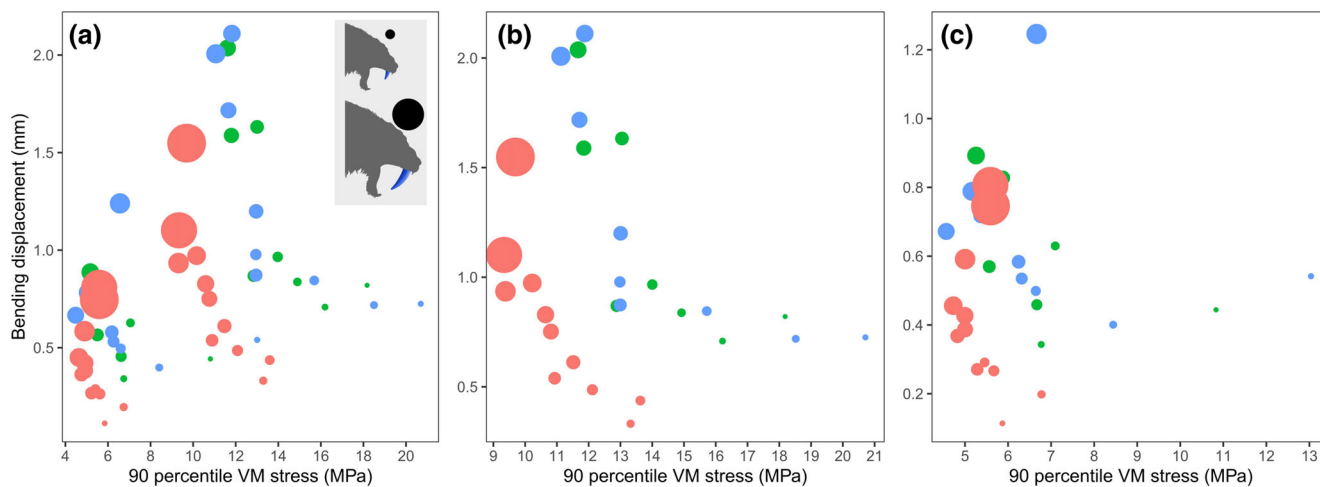 (a)
Bending displacement (mm)
2.0
1.5
1.0
0.5
4 6 8 10 12 14 16 18 20
90 percentile VM stress (MPa)
(b)
2.0
1.5
1.0
0.5
9 10 11 12 13 14 15 16 17 18 19 20 21
90 percentile VM stress (MPa)
(c)
1.2
1.0
0.8
0.6
0.4
0.2
5 6 7 8 9 10 11 12 13
90 percentile VM stress (MPa)